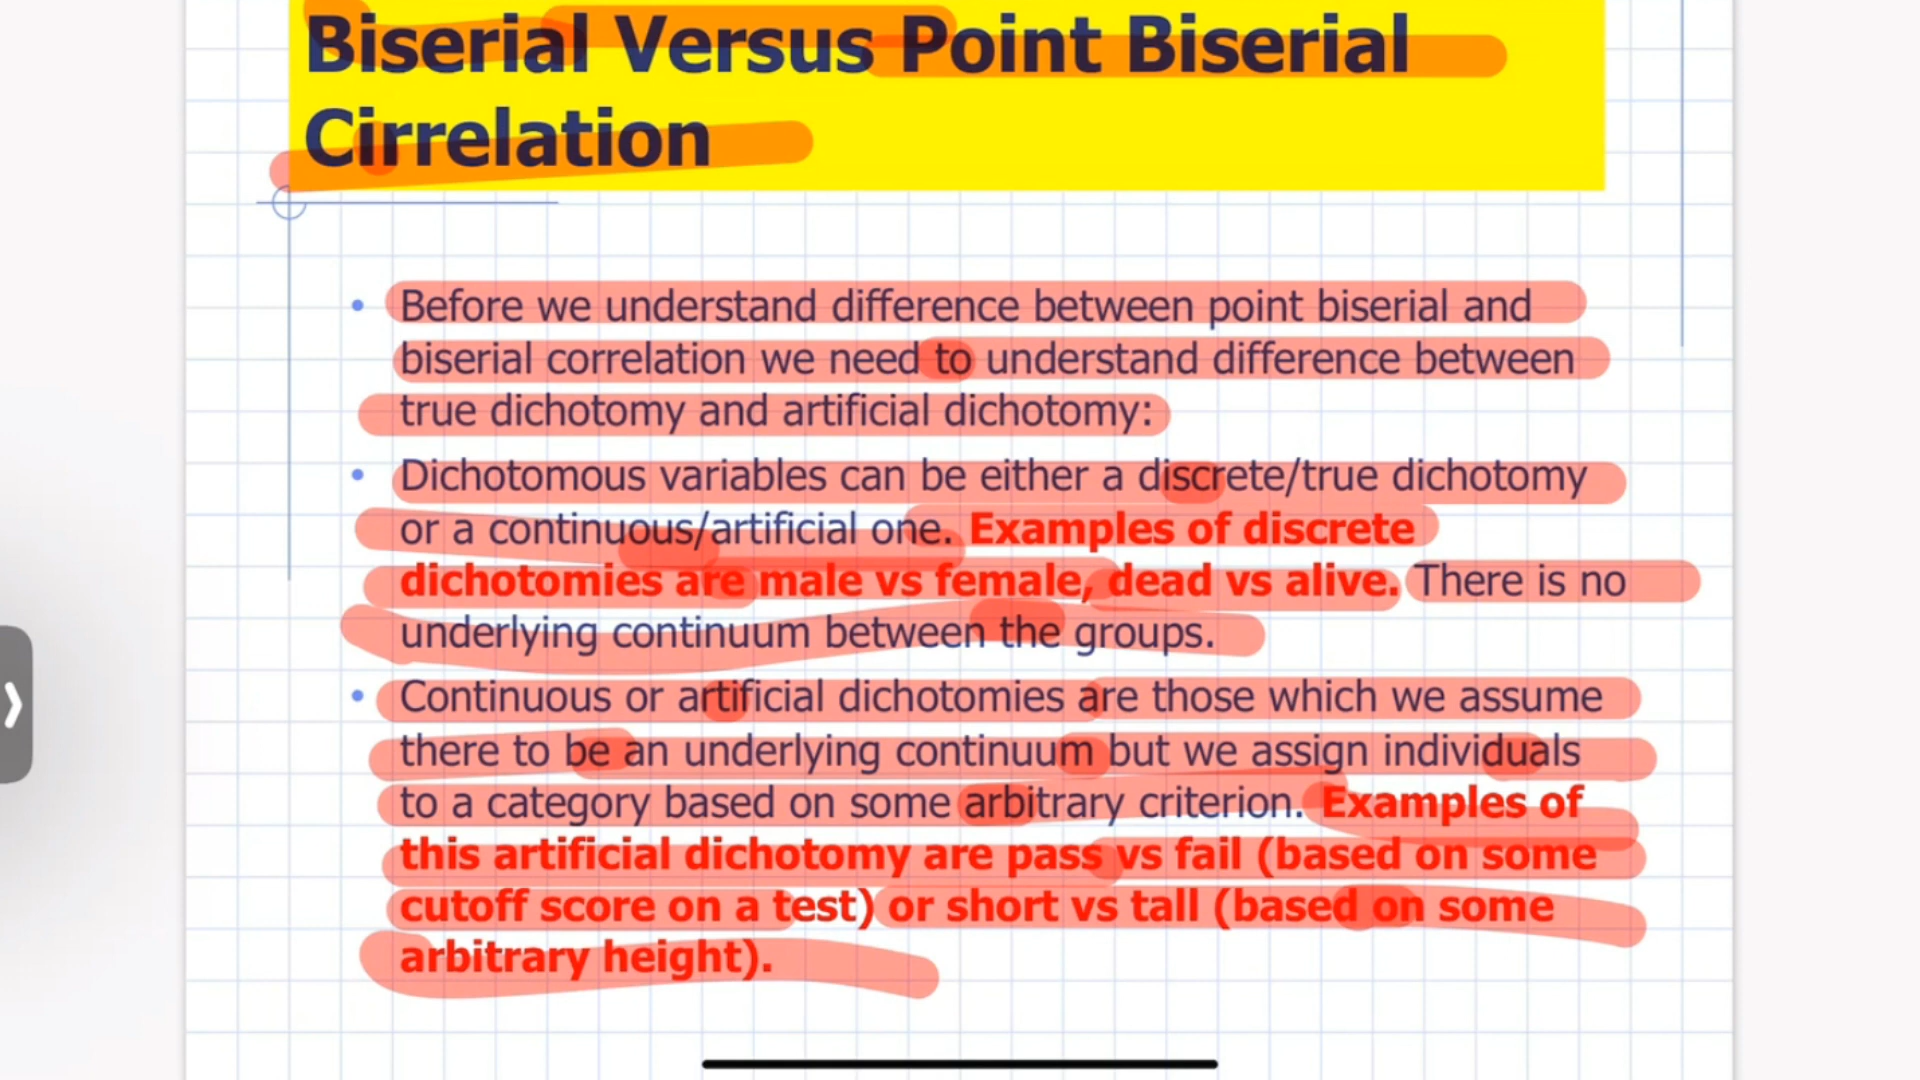 Biserial Versus Point Biserial
Cirrelation
Before we understand difference between point biserial and
biserial correlation we need to understand difference between
true dichotomy and artificial dichotomy:
Dichotomous variables can be either a discrete/true dichotomy
or a continuous/artificial one. Examples of discrete
dichotomies are male vs female, dead vs alive. There is no
underlying continuum between the groups.
Continuous or artificial dichotomies are those which we assume
there to be an underlying continuum but we assign individuals
to a category based on some arbitrary criterion. Examples of
this artificial dichotomy are pass vs fail (based on some
cutoff score on a test) or short vs tall (based on some
arbitrary height).